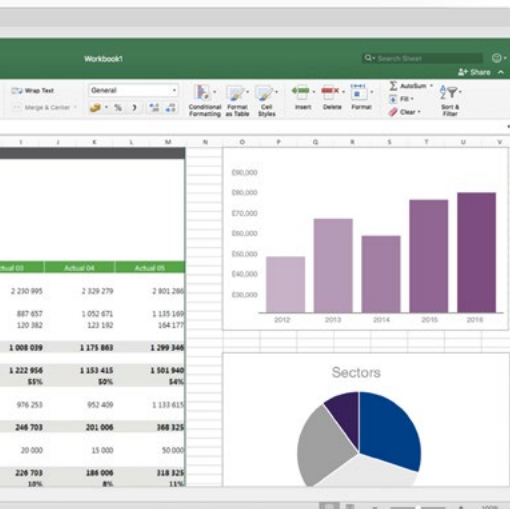 Workbook1
Search Sheet
Share
Wrap Text
General
Merge & Center
%
Conditional Formatting
Format as Table
Cell Styles
Insert
Delete
Format
AutoSum
Fill
Clear
Sort & Filter
I J K L M N O P Q R S T U V
Actual 03 Actual 04 Actual 05
2 230 995 2 329 279 2 801 286
887 657 1 052 671 1 135 169
120 382 123 192 164 177
1 008 039 1 175 863 1 299 346
1 222 956 1 153 415 1 501 940
55% 50% 54%
976 253 952 409 1 133 615
246 703 201 006 368 325
20 000 15 000 50 000
226 703 186 006 318 325
10% 8% 11%
£90,000
£80,000
£70,000
£60,000
£50,000
£40,000
£30,000
2012 2013 2014 2015 2016
Sectors
100%